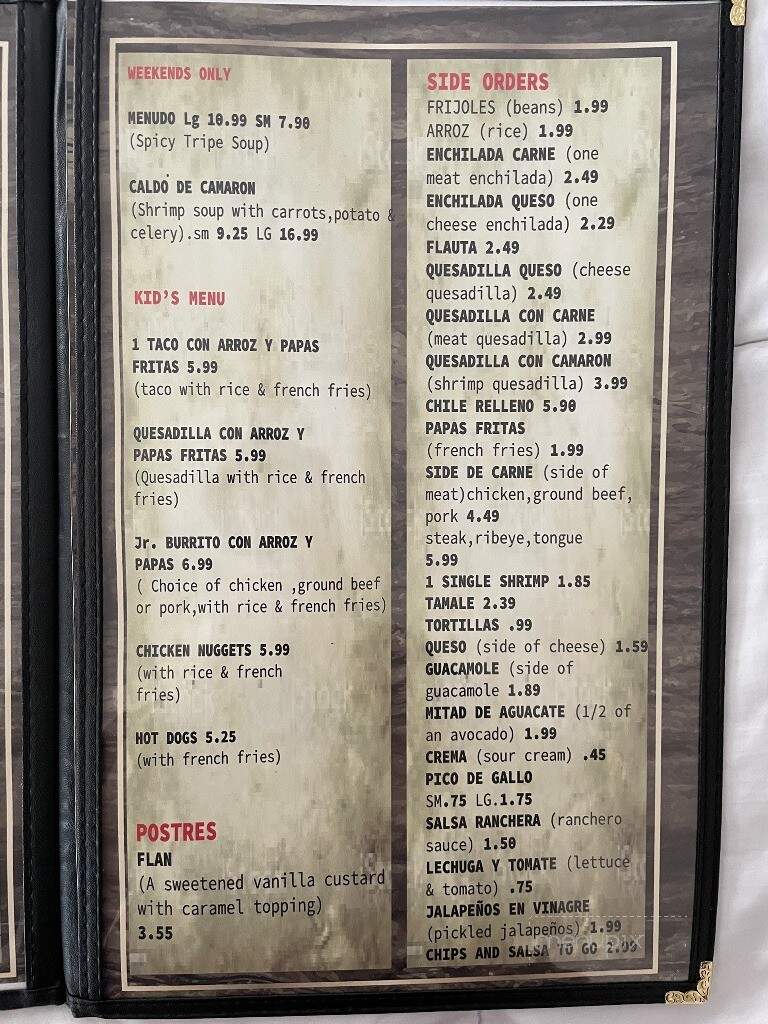 WEEKENDS ONLY
MENUDO Lg 10.99 SM 7.90
(Spicy Tripe Soup)
CALDO DE CAMARON
(Shrimp soup with carrots,potato &
celery).sm 9.25 LG 16.99
KID'S MENU
1 TACO CON ARROZ Y PAPAS
FRITAS 5.99
(taco with rice & french fries)
QUESADILLA CON ARROZ Y
PAPAS FRITAS 5.99
(Quesadilla with rice & french
fries)
Jr. BURRITO CON ARROZ Y
PAPAS 6.99
( Choice of chicken ,ground beef
or pork,with rice & french fries)
CHICKEN NUGGETS 5.99
(with rice & french
fries)
HOT DOGS 5.25
(with french fries)
POSTRES
FLAN
(A sweetened vanilla custard
with caramel topping)
3.55
SIDE ORDERS
FRIJOLES (beans) 1.99
ARROZ (rice) 1.99
ENCHILADA CARNE (one
meat enchilada) 2.49
ENCHILADA QUESO (one
cheese enchilada) 2.29
FLAUTA 2.49
QUESADILLA QUESO (cheese
quesadilla) 2.49
QUESADILLA CON CARNE
(meat quesadilla) 2.99
QUESADILLA CON CAMARON
(shrimp quesadilla) 3.99
CHILE RELLENO 5.90
PAPAS FRITAS
(french fries) 1.99
SIDE DE CARNE (side of
meat)chicken,ground beef,
pork 4.49
steak,ribeye,tongue
5.99
1 SINGLE SHRIMP 1.85
TAMALE 2.39
TORTILLAS .99
QUESO (side of cheese) 1.59
GUACAMOLE (side of
guacamole 1.89
MITAD DE AGUACATE (1/2 of
an avocado) 1.99
CREMA (sour cream) .45
PICO DE GALLO
SM.75 LG.1.75
SALSA RANCHERA (ranchero
sauce) 1.50
LECHUGA Y TOMATE (lettuce
& tomato) .75
JALAPEÑOS EN VINAGRE
(pickled jalapeños) 1.99
CHIPS AND SALSA TO GO 2.99